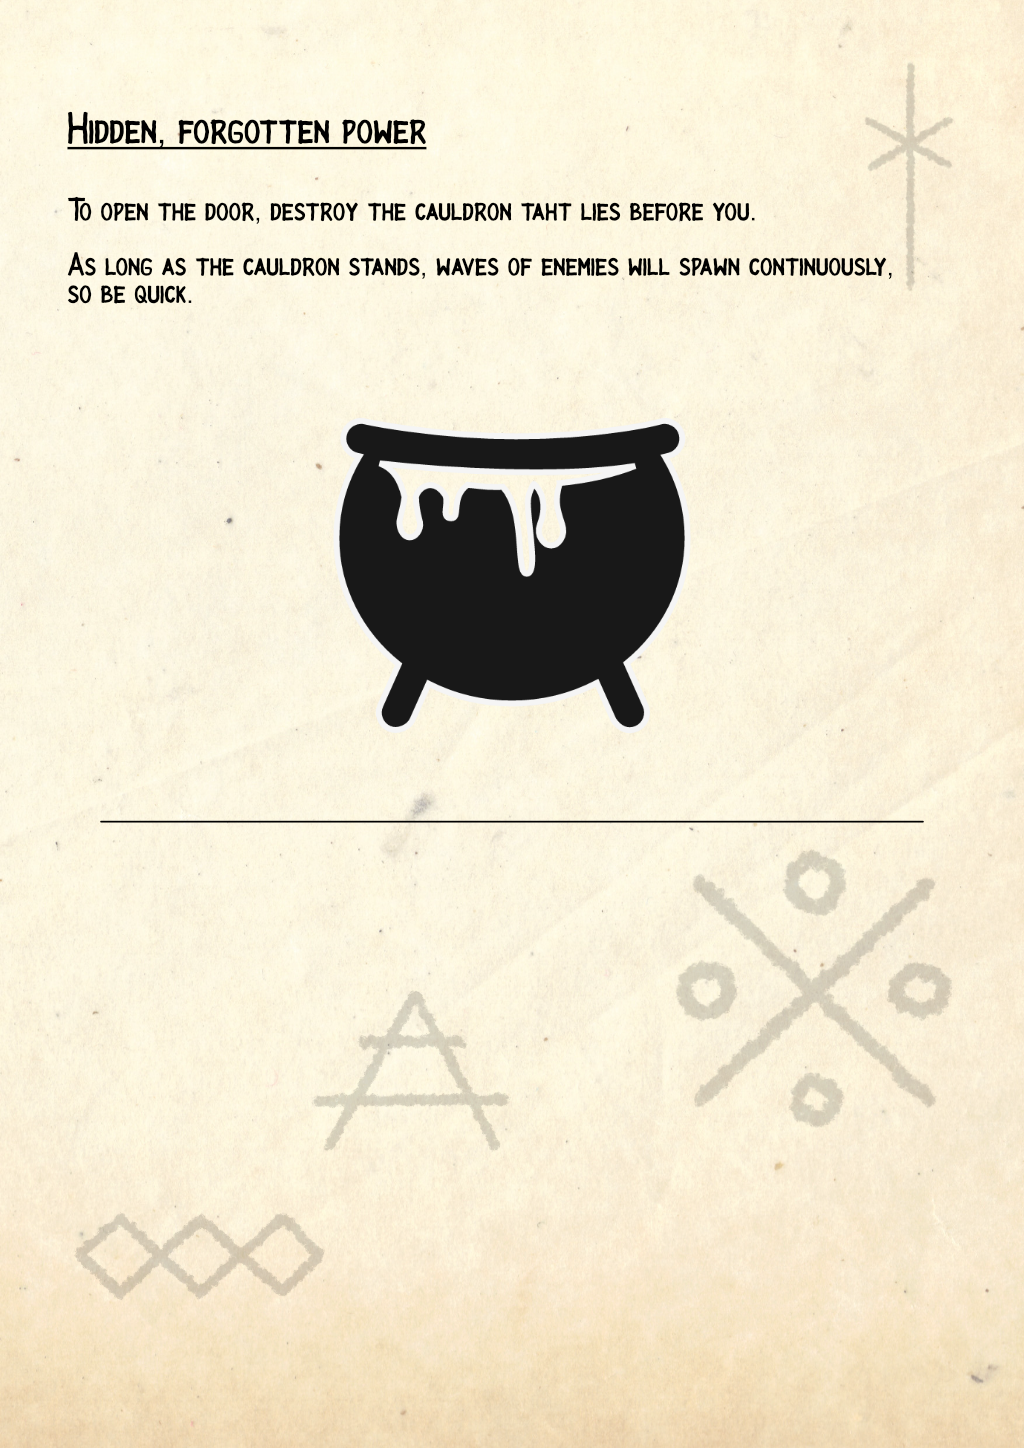 Hidden, forgotten power
To open the door, destroy the cauldron taht lies before you.
As long as the cauldron stands, waves of enemies will spawn continuously,
so be quick.